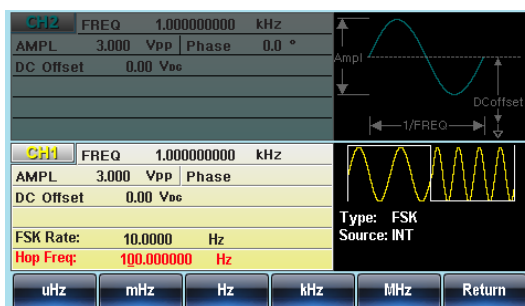 CH2 FREQ 1.000000000 kHz
AMPL 3.000 VPP Phase 0.0 °
DC Offset 0.00 VDC
Ampl
DCoffset
1/FREQ
CH1 FREQ 1.000000000 kHz
AMPL 3.000 VPP Phase
DC Offset 0.00 VDC
FSK Rate: 10.0000 Hz
Hop Freq: 100.000000 Hz
Type: FSK
Source: INT
uHz mHz Hz kHz MHz Return